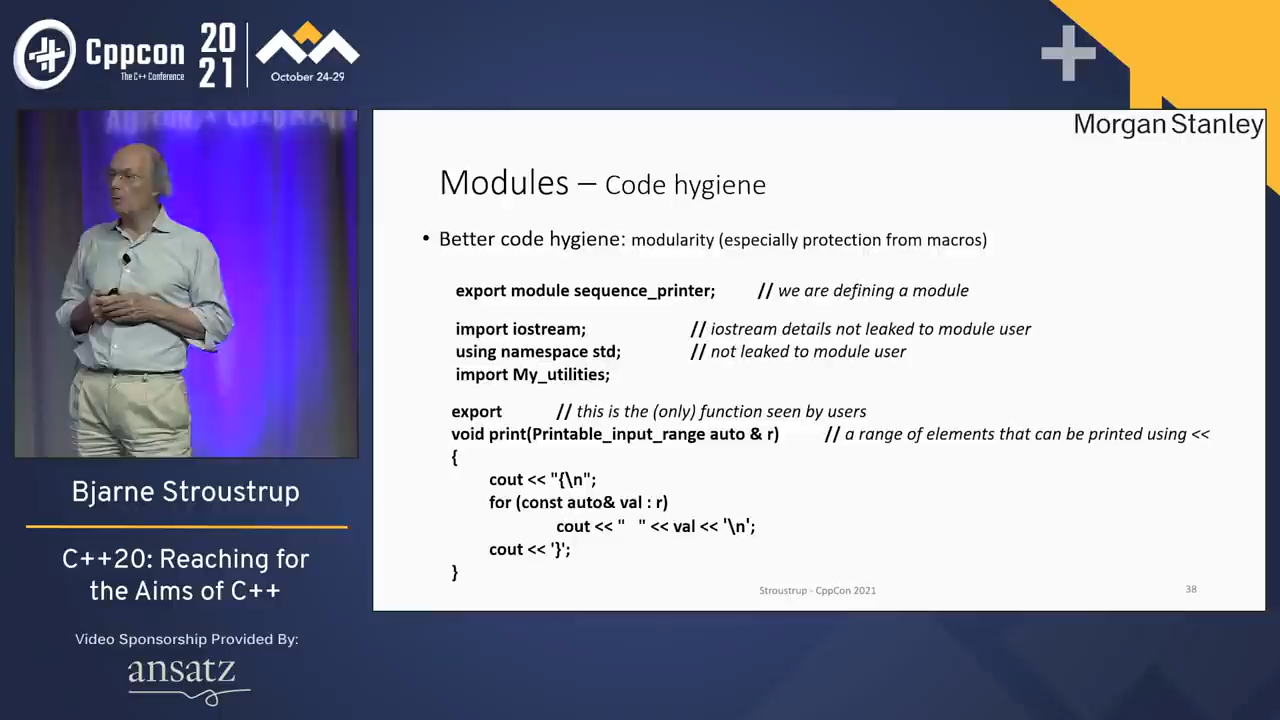 Cppcon
The C++ Conference
20
21
October 24-29
Morgan Stanley
Modules – Code hygiene
• Better code hygiene: modularity (especially protection from macros)
export module sequence_printer; // we are defining a module
import iostream; // iostream details not leaked to module user
using namespace std; // not leaked to module user
import My_utilities;
export // this is the (only) function seen by users
void print(Printable_input_range auto & r) // a range of elements that can be printed using <<
{
cout << "{\n";
for (const auto& val : r)
cout << "  " << val << '\n';
cout << '}';
}
Stroustrup - CppCon 2021
38
Bjarne Stroustrup
C++20: Reaching for
the Aims of C++
Video Sponsorship Provided By:
ansatz